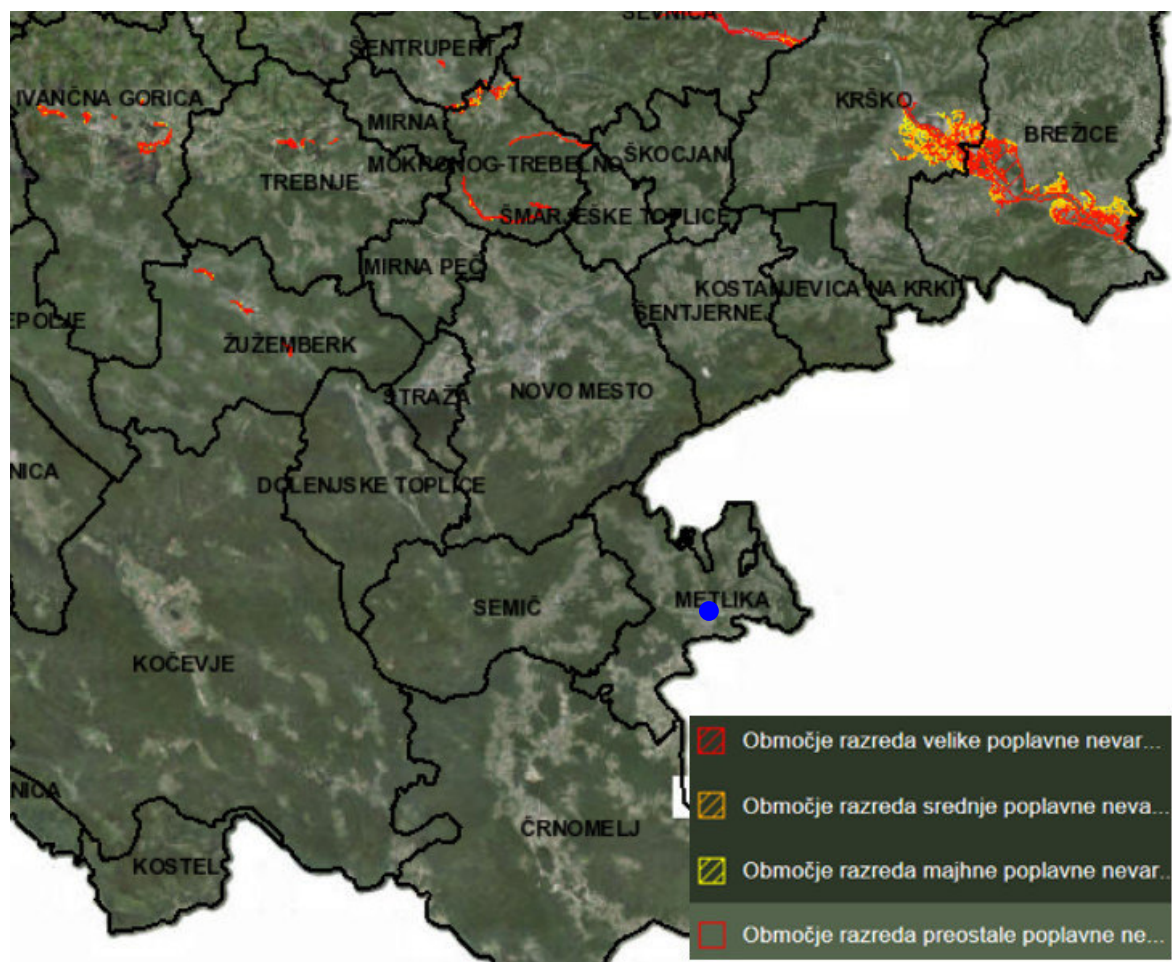 SEVNICA
ŠENTRUPERT
IVANČNA GORICA
KRŠKO
MIRNA
BREŽICE
MOKRONOG-TREBELNO
ŠKOCJAN
TREBNJE
ŠMARJEŠKE TOPLICE
MIRNA PEČ
KOSTANJEVICA NA KRKI
ŠENTJERNEJ
EPOLJE
ŽUŽEMBERK
STRAŽA
NOVO MESTO
NICA
DOLENJSKE TOPLICE
METLIKA
SEMIČ
KOČEVJE
Območje razreda velike poplavne nevar...
NICA
Območje razreda srednje poplavne neva...
ČRNOMELJ
KOSTEL
Območje razreda majhne poplavne nevar...
Območje razreda preostale poplavne ne...